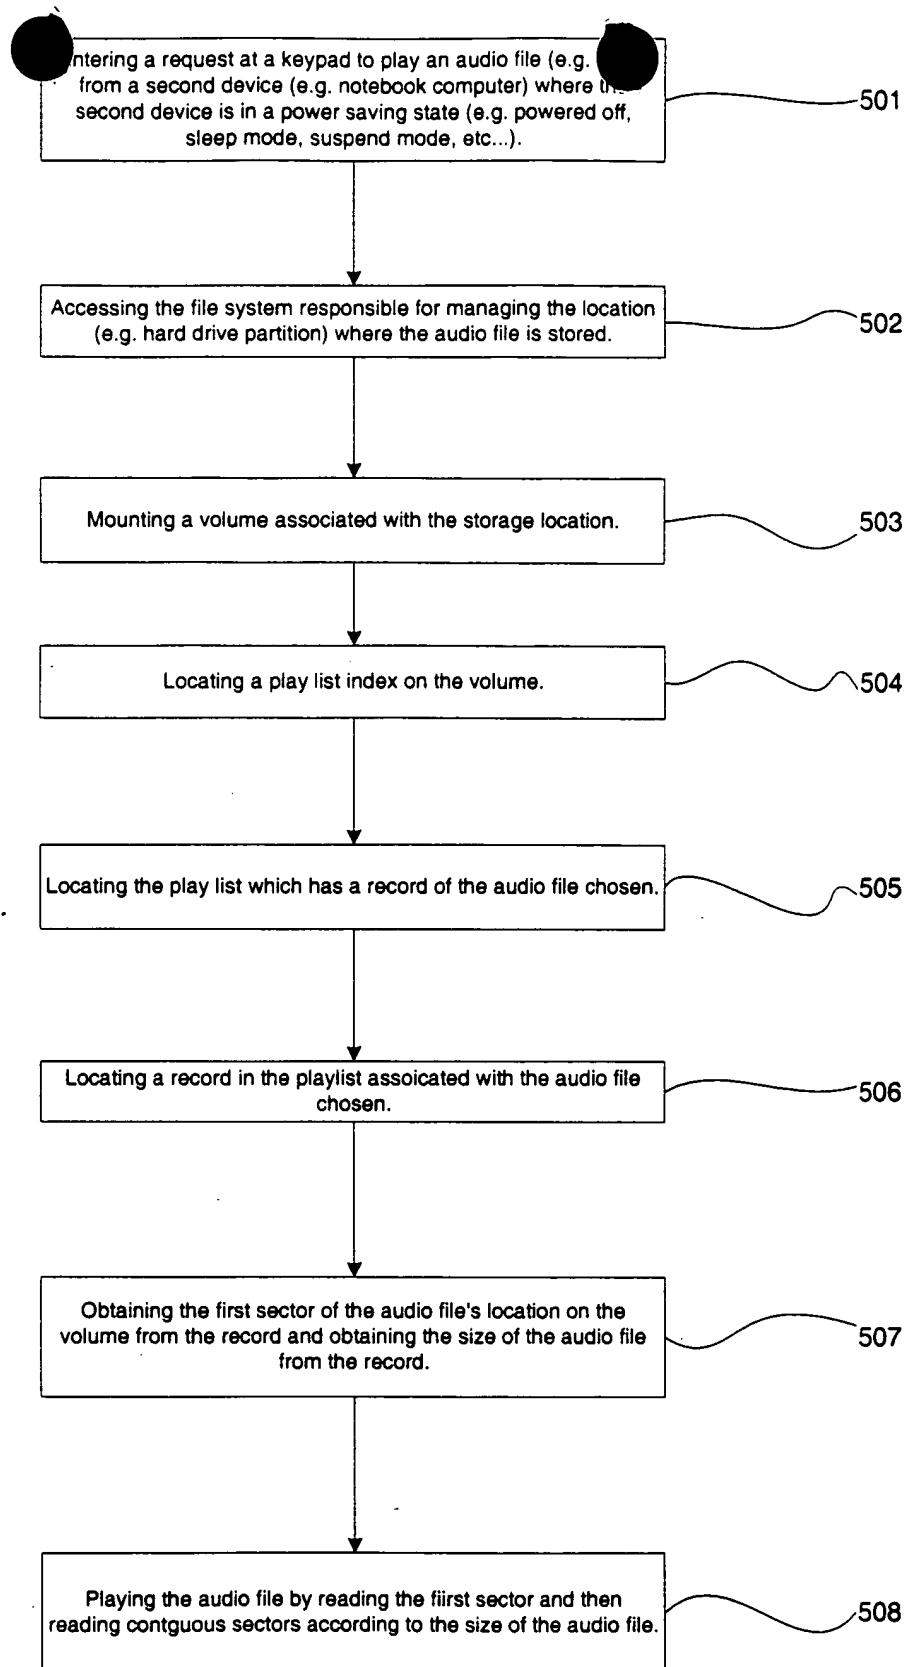 ntering a request at a keypad to play an audio file (e.g.
from a second device (e.g. notebook computer) where
second device is in a power saving state (e.g. powered off,
sleep mode, suspend mode, etc...).
501
Accessing the file system responsible for managing the location
(e.g. hard drive partition) where the audio file is stored.
502
Mounting a volume associated with the storage location.
503
Locating a play list index on the volume.
504
Locating the play list which has a record of the audio file chosen.
505
Locating a record in the playlist assoicated with the audio file
chosen.
506
Obtaining the first sector of the audio file's location on the
volume from the record and obtaining the size of the audio file
from the record.
507
Playing the audio file by reading the fiirst sector and then
reading contguous sectors according to the size of the audio file.
508